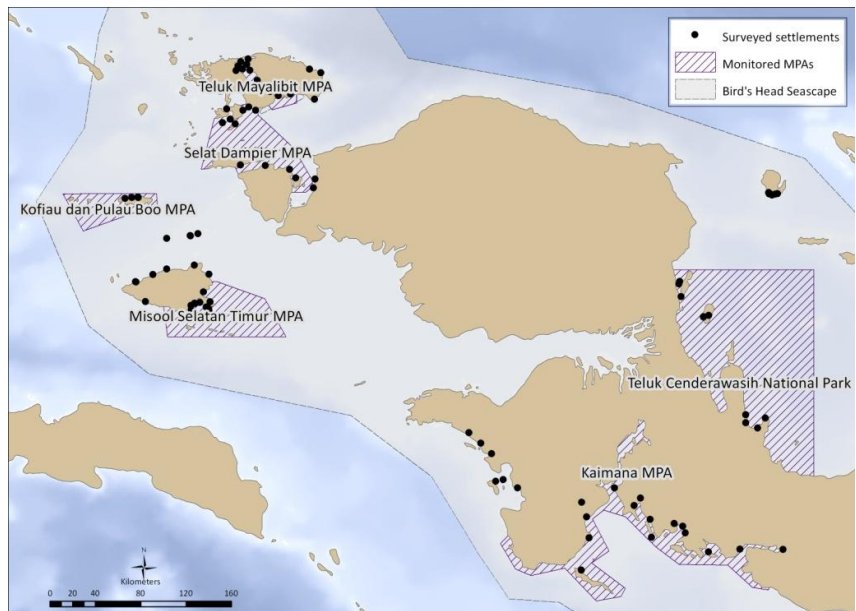 Surveyed settlements
Monitored MPAs
Bird's Head Seascape
Teluk Mayalibit MPA
Selat Dampier MPA
Kofiau dan Pulau Boo MPA
Misool Selatan Timur MPA
Teluk Cenderawasih National Park
Kaimana MPA
N
Kilometers
0 20 40 80 120 160